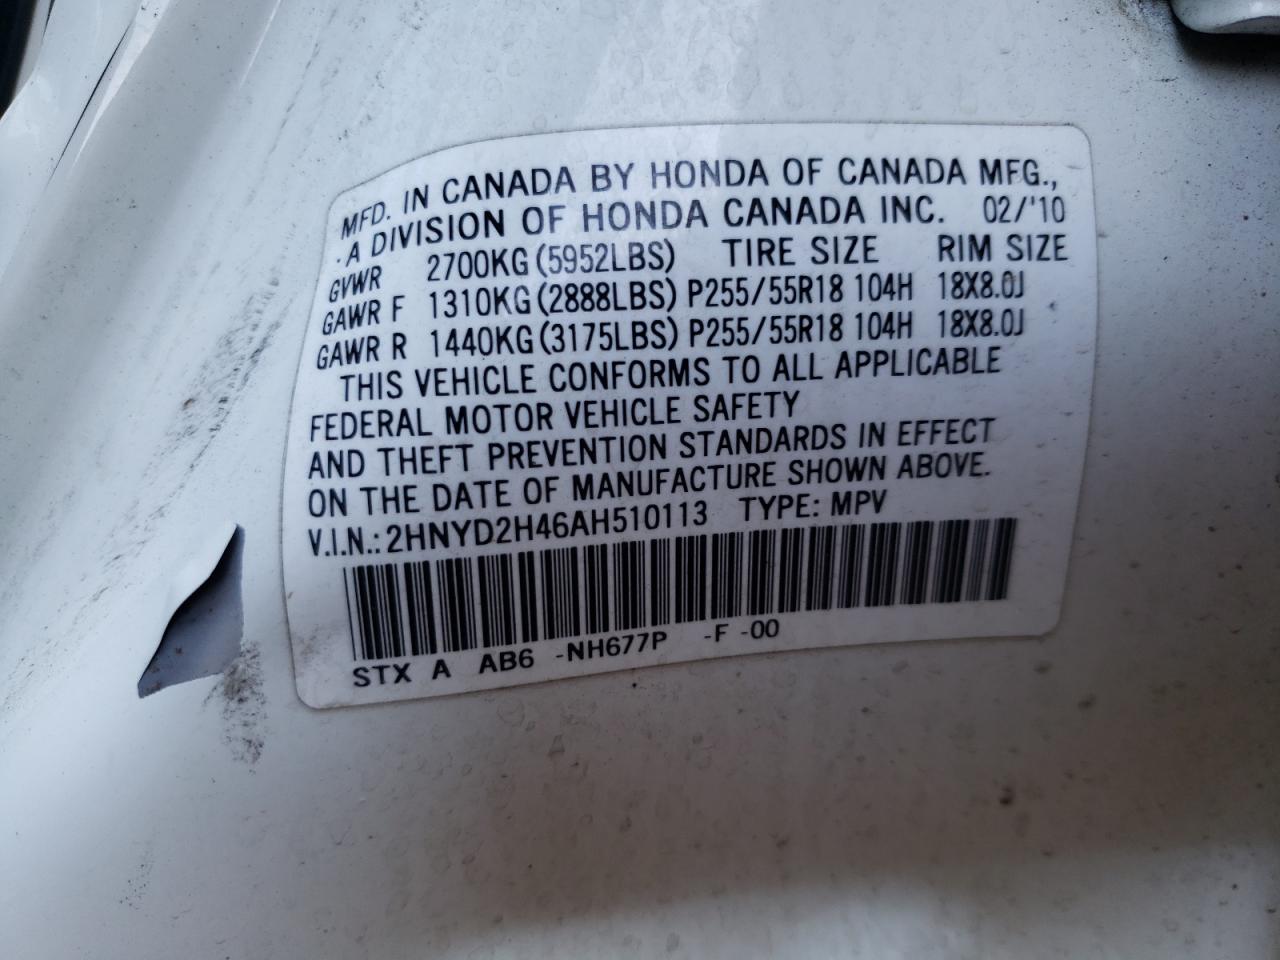 MFD. IN CANADA BY HONDA OF CANADA MFG.,
. A DIVISION OF HONDA CANADA INC. 02/'10
GVWR 2700KG (5952LBS) TIRE SIZE RIM SIZE
GAWR F 1310KG (2888LBS) P255/55R18 104H 18X8.0J
GAWR R 1440KG (3175LBS) P255/55R18 104H 18X8.0J
THIS VEHICLE CONFORMS TO ALL APPLICABLE
FEDERAL MOTOR VEHICLE SAFETY
AND THEFT PREVENTION STANDARDS IN EFFECT
ON THE DATE OF MANUFACTURE SHOWN ABOVE.
V.I.N.: 2HNYD2H46AH510113 TYPE: MPV
STX A AB6 -NH677P -F -00